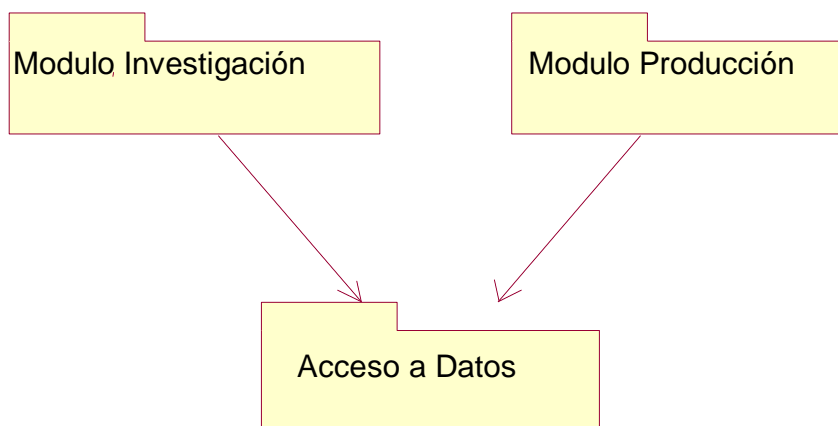 Modulo Investigación
Modulo Producción
Acceso a Datos